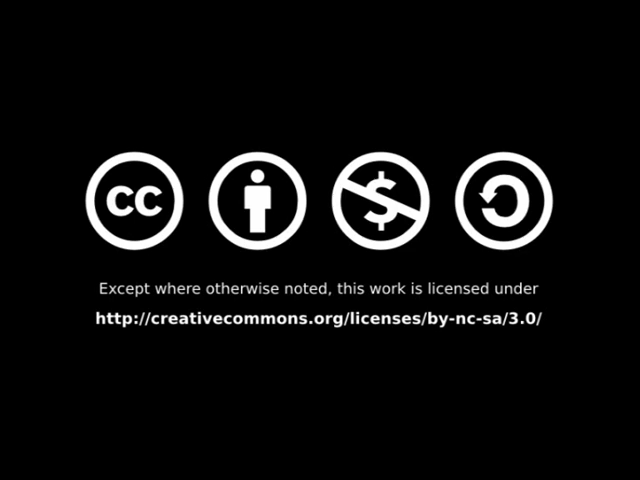 cc
$
Except where otherwise noted, this work is licensed under
http://creativecommons.org/licenses/by-nc-sa/3.0/